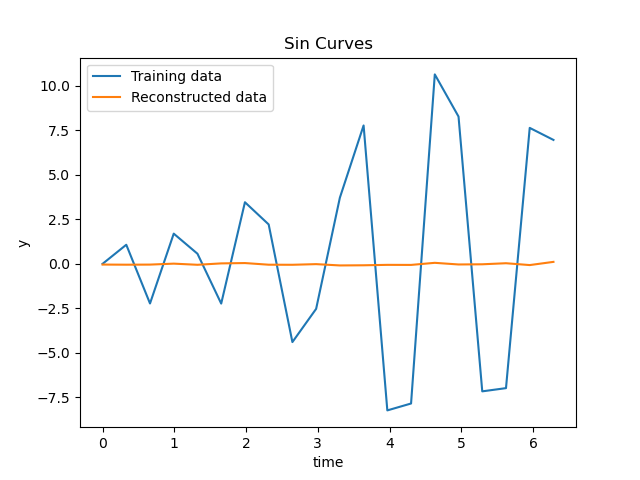 Sin Curves
Training data
Reconstructed data
10.0
7.5
5.0
2.5
0.0
−2.5
−5.0
−7.5
y
0 1 2 3 4 5 6
time